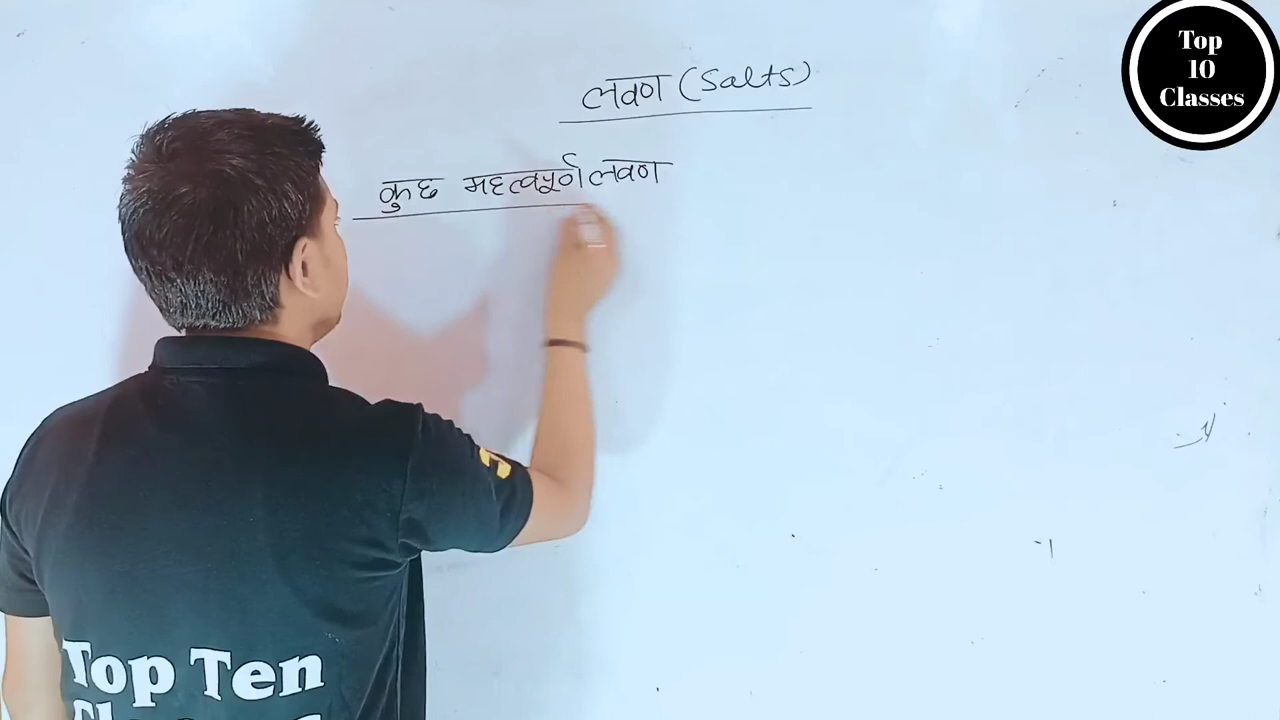 लवण (Salts)
कुछ महत्वपूर्ण लवण
Top
10
Classes
Top Ten